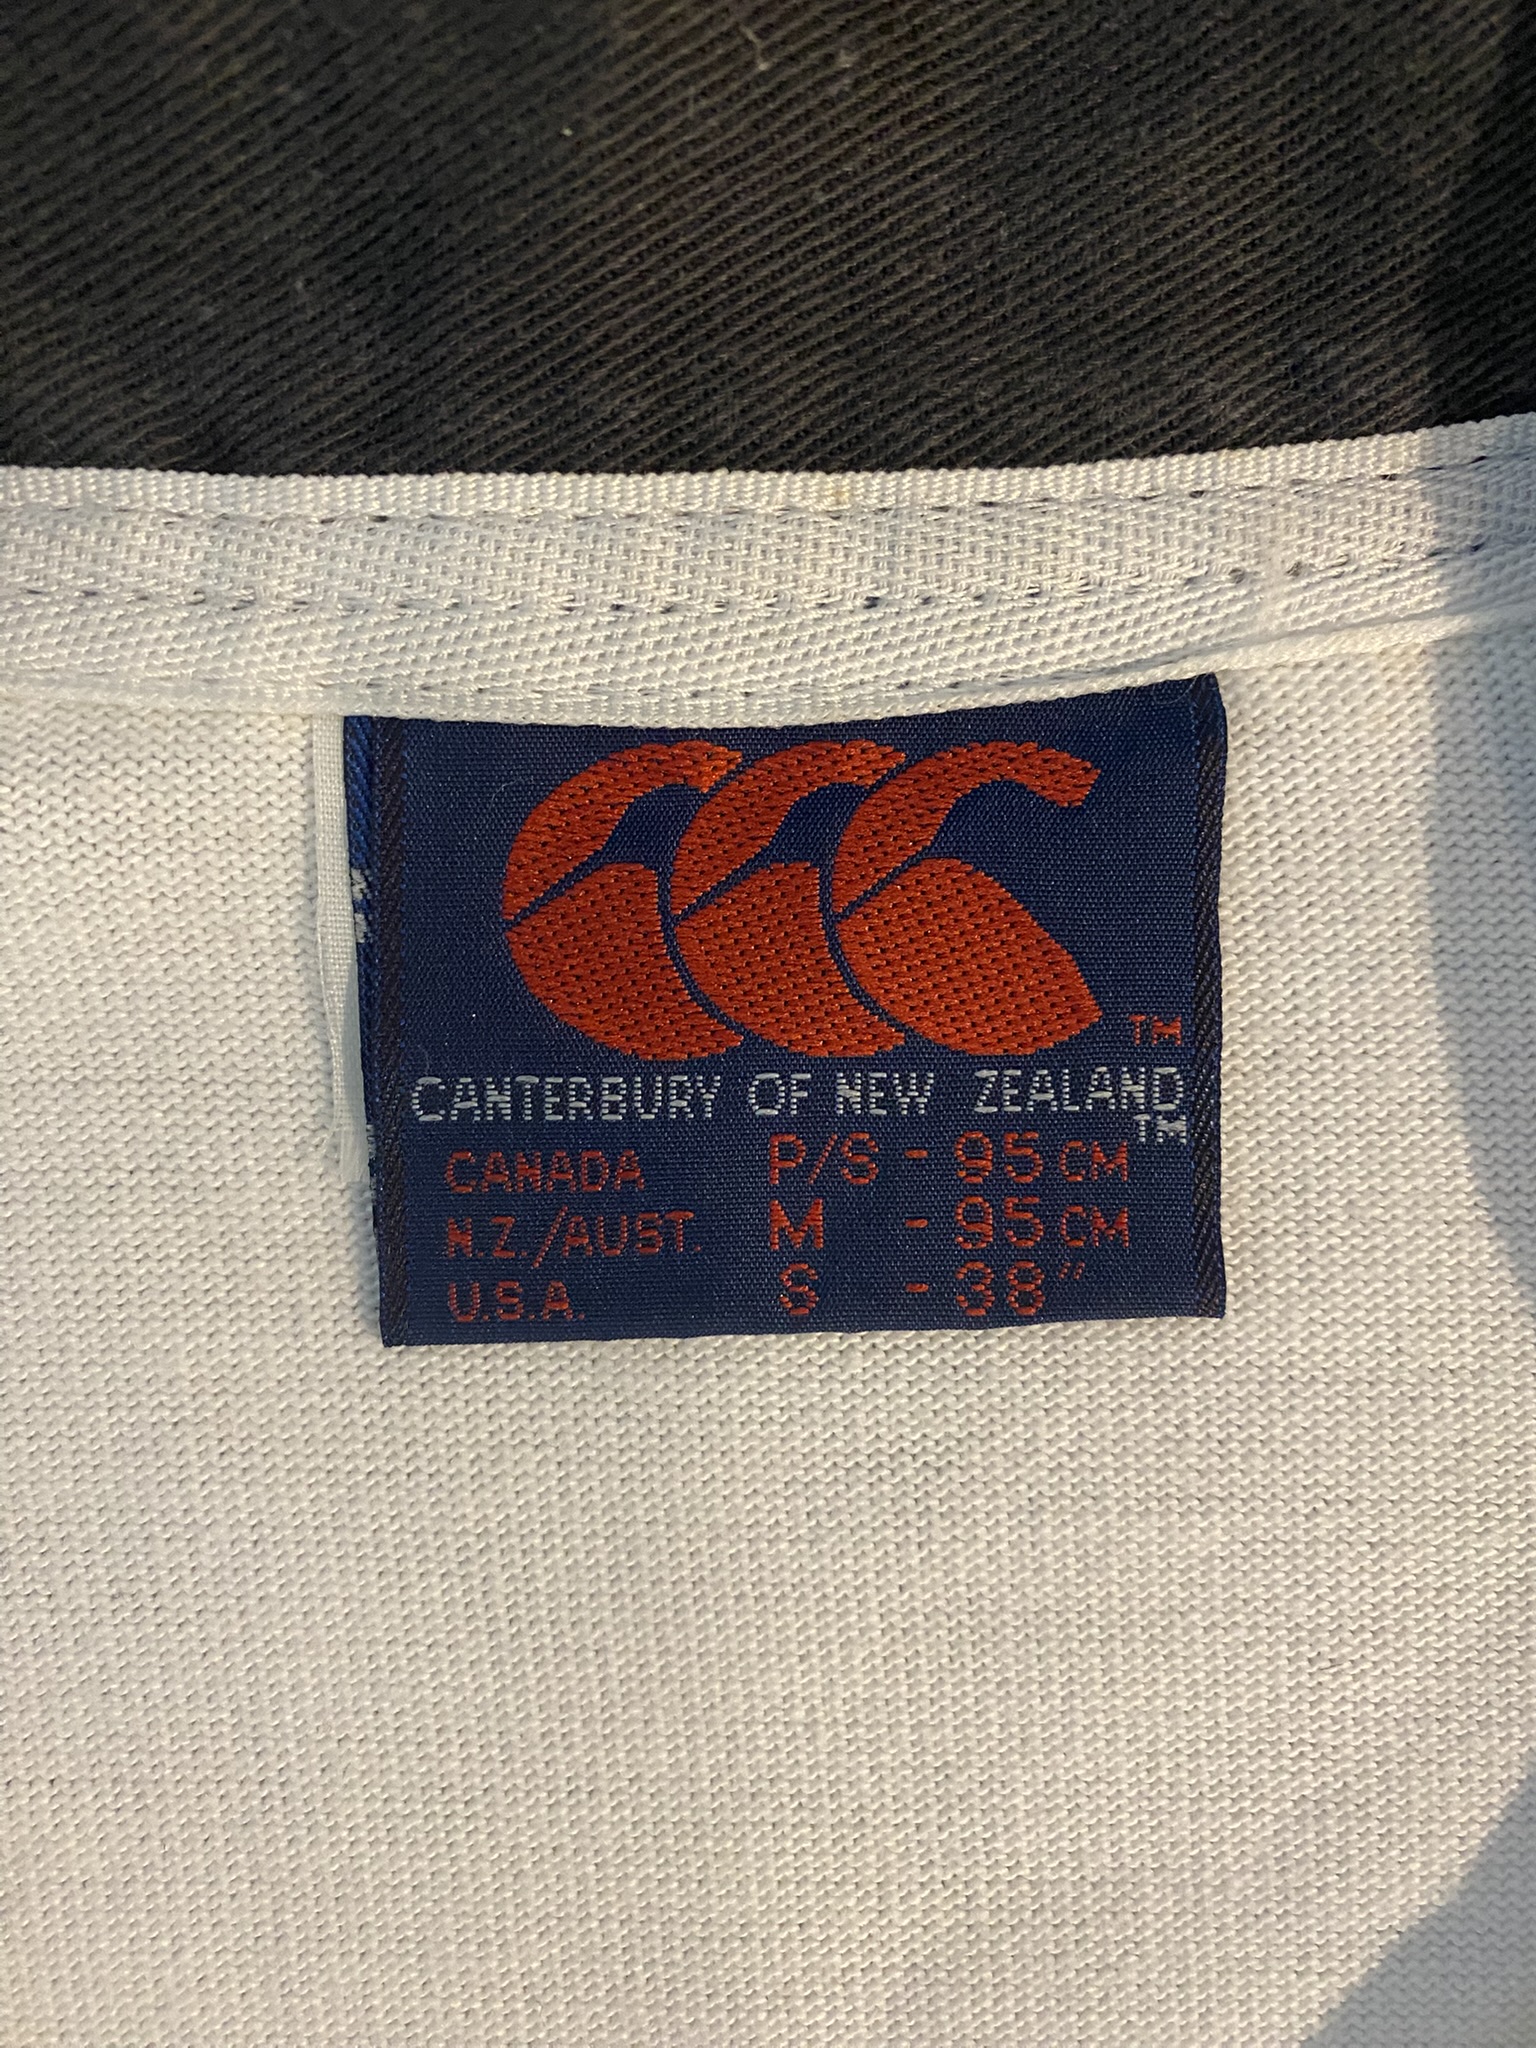 TM
CANTERBURY OF NEW ZEALAND
TM
CANADA P/S - 95 CM
N.Z./AUST. M - 95 CM
U.S.A. S - 38"